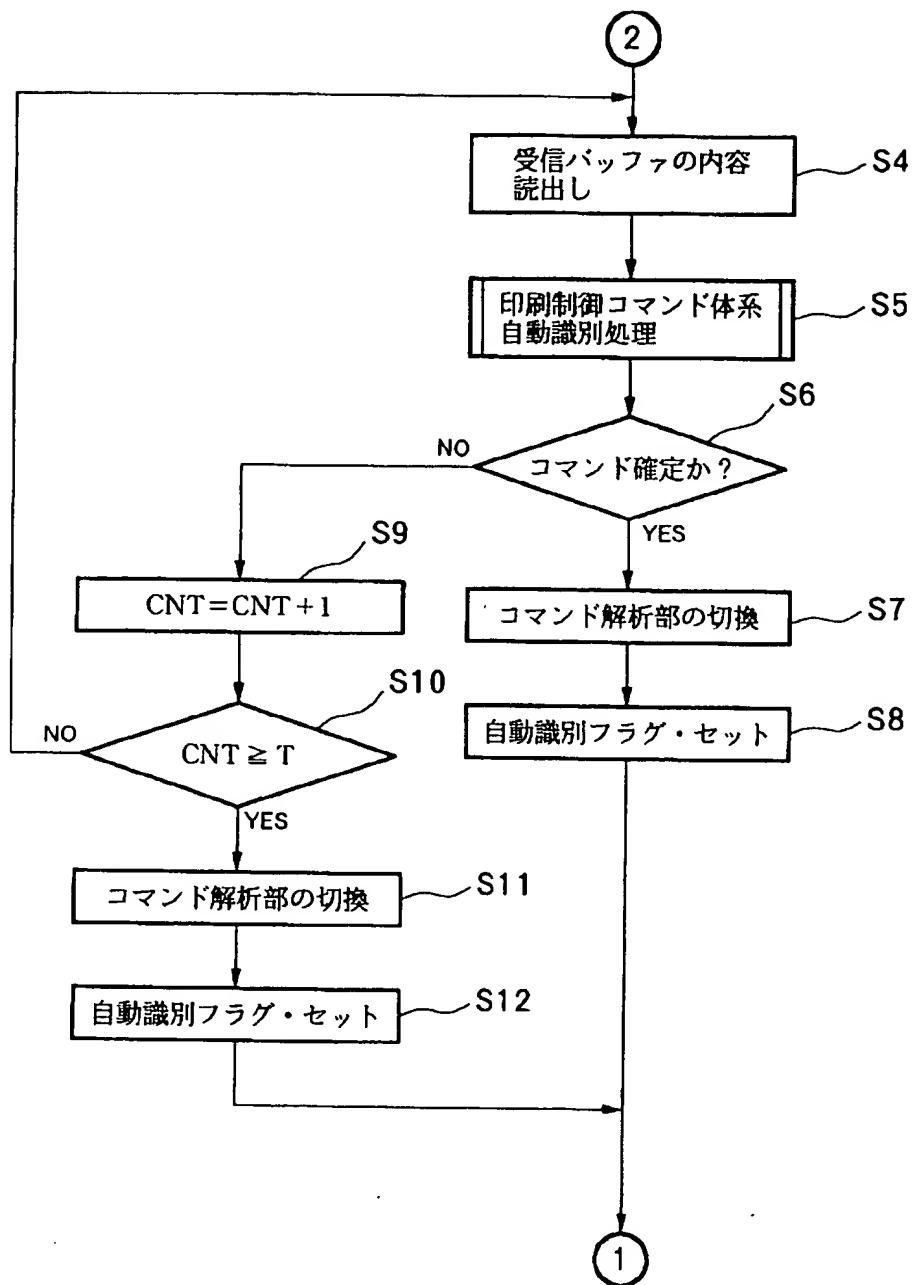 2
受信バッファの内容
読出し
S4
印刷制御コマンド体系
自動識別処理
S5
S6
コマンド確定か？
NO
YES
S9
CNT=CNT+1
コマンド解析部の切換
S7
S10
NO
CNT≧T
YES
自動識別フラグ・セット
S8
コマンド解析部の切換
S11
自動識別フラグ・セット
S12
1